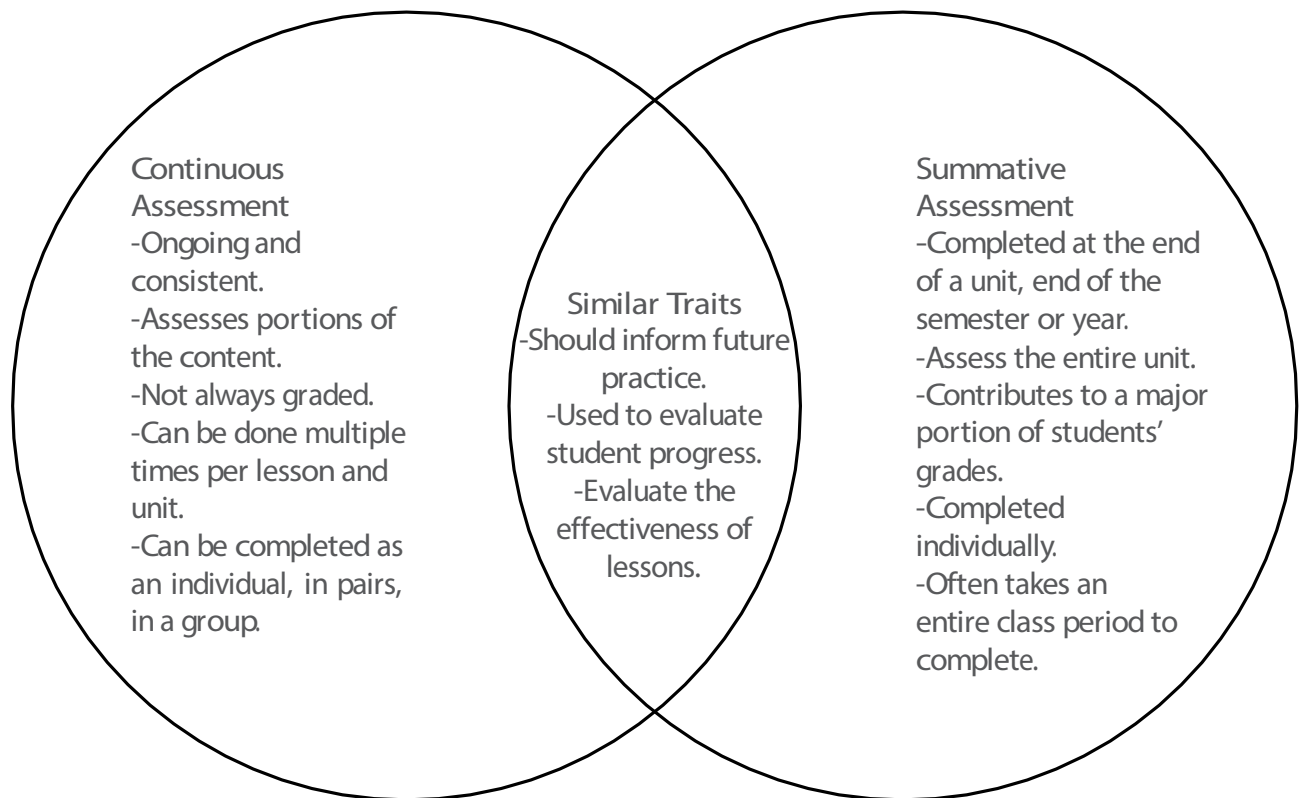 Continuous
Assessment
-Ongoing and
consistent.
-Assesses portions of
the content.
-Not always graded.
-Can be done multiple
times per lesson and
unit.
-Can be completed as
an individual, in pairs,
in a group.
Similar Traits
-Should inform future
practice.
-Used to evaluate
student progress.
-Evaluate the
effectiveness of
lessons.
Summative
Assessment
-Completed at the end
of a unit, end of the
semester or year.
-Assess the entire unit.
-Contributes to a major
portion of students’
grades.
-Completed
individually.
-Often takes an
entire class period to
complete.